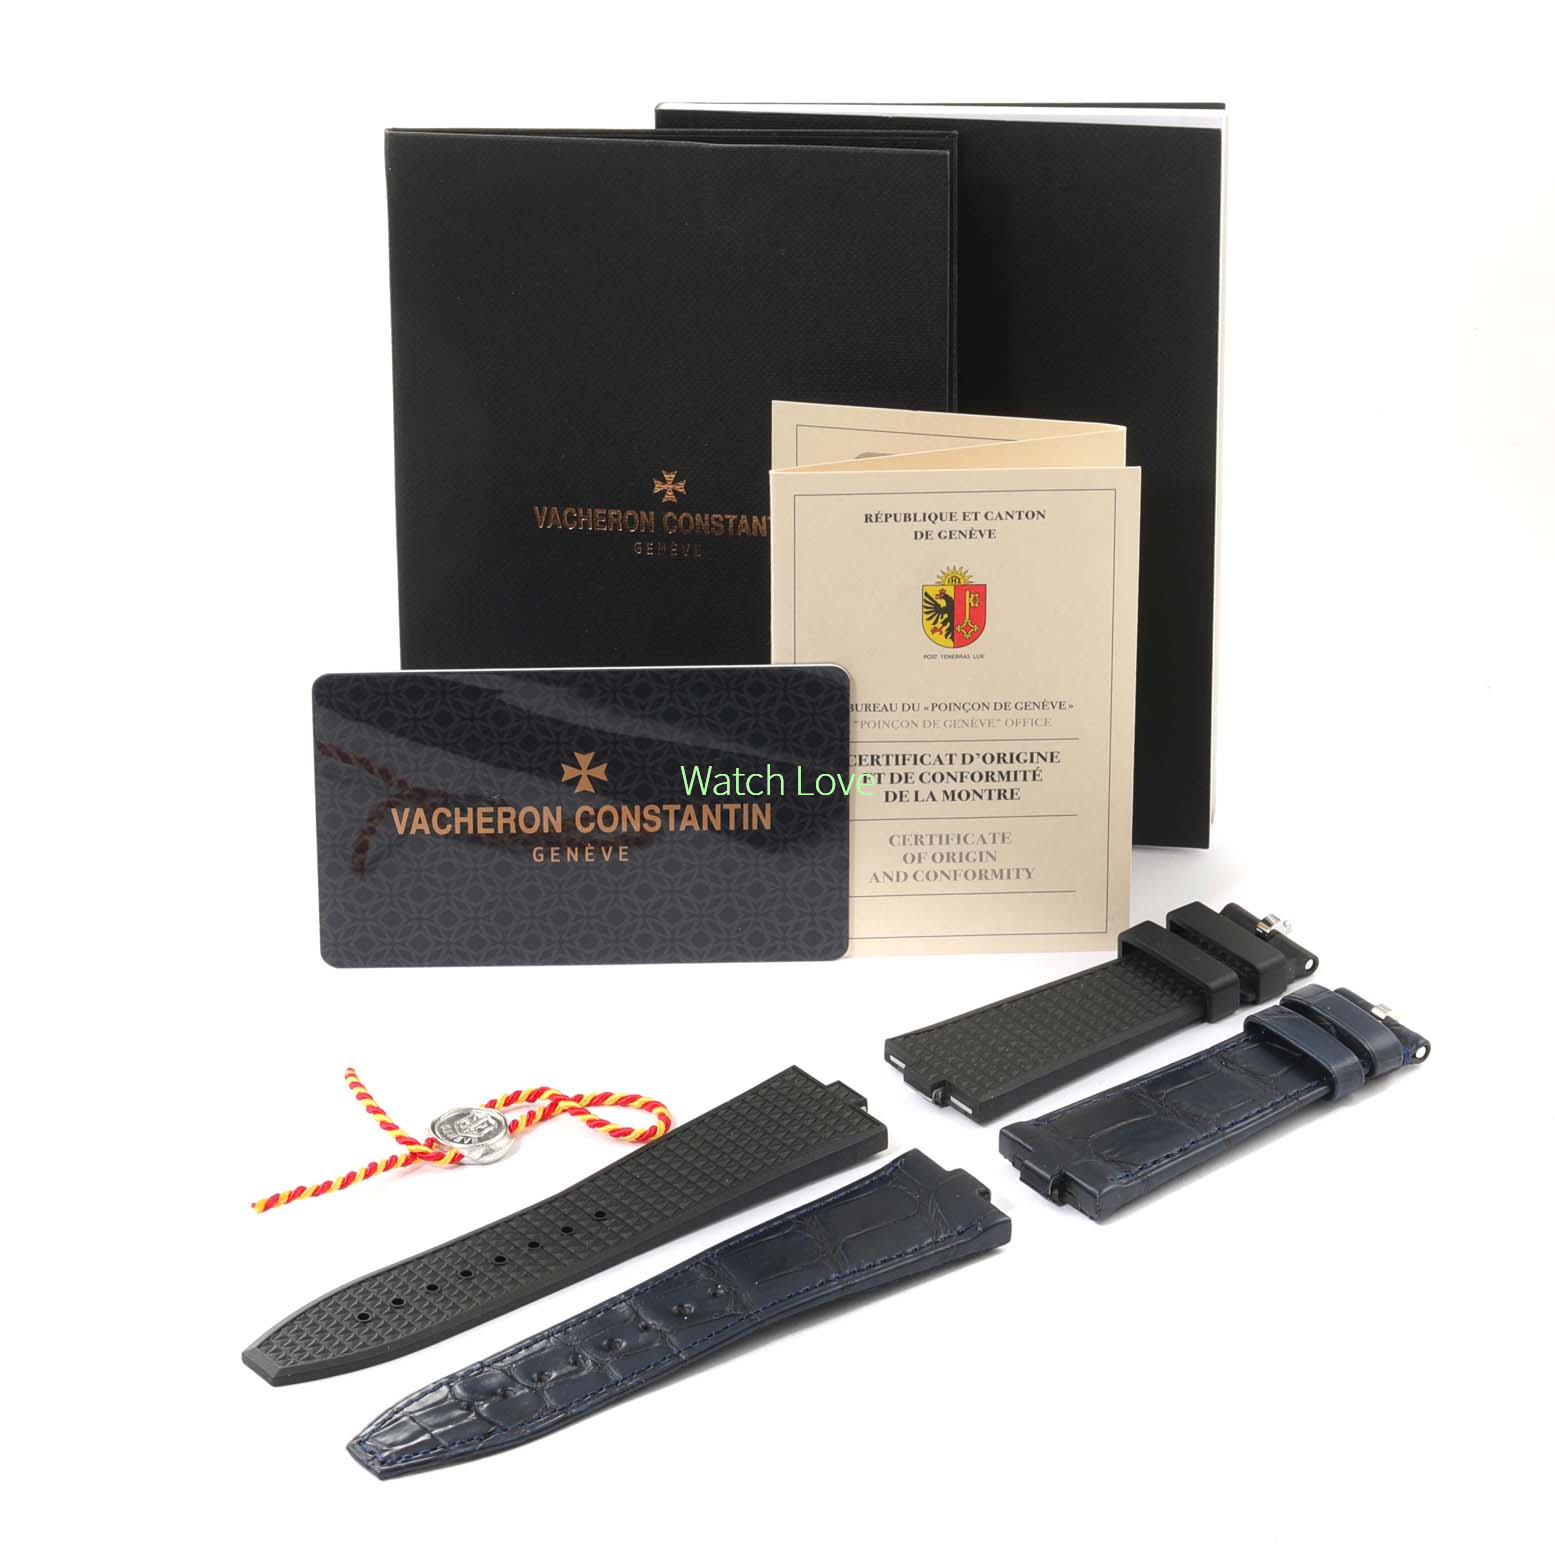 VACHERON CONSTAN
GENÈVE
RÉPUBLIQUE ET CANTON
DE GENÈVE
POST TENEBRAS LUX
BUREAU DU «POINÇON DE GENÈVE»
"POINÇON DE GENÈVE" OFFICE
CERTIFICAT D'ORIGINE
ET DE CONFORMITÉ
DE LA MONTRE
CERTIFICATE
OF ORIGIN
AND CONFORMITY
Watch Love
VACHERON CONSTANTIN
GENÈVE